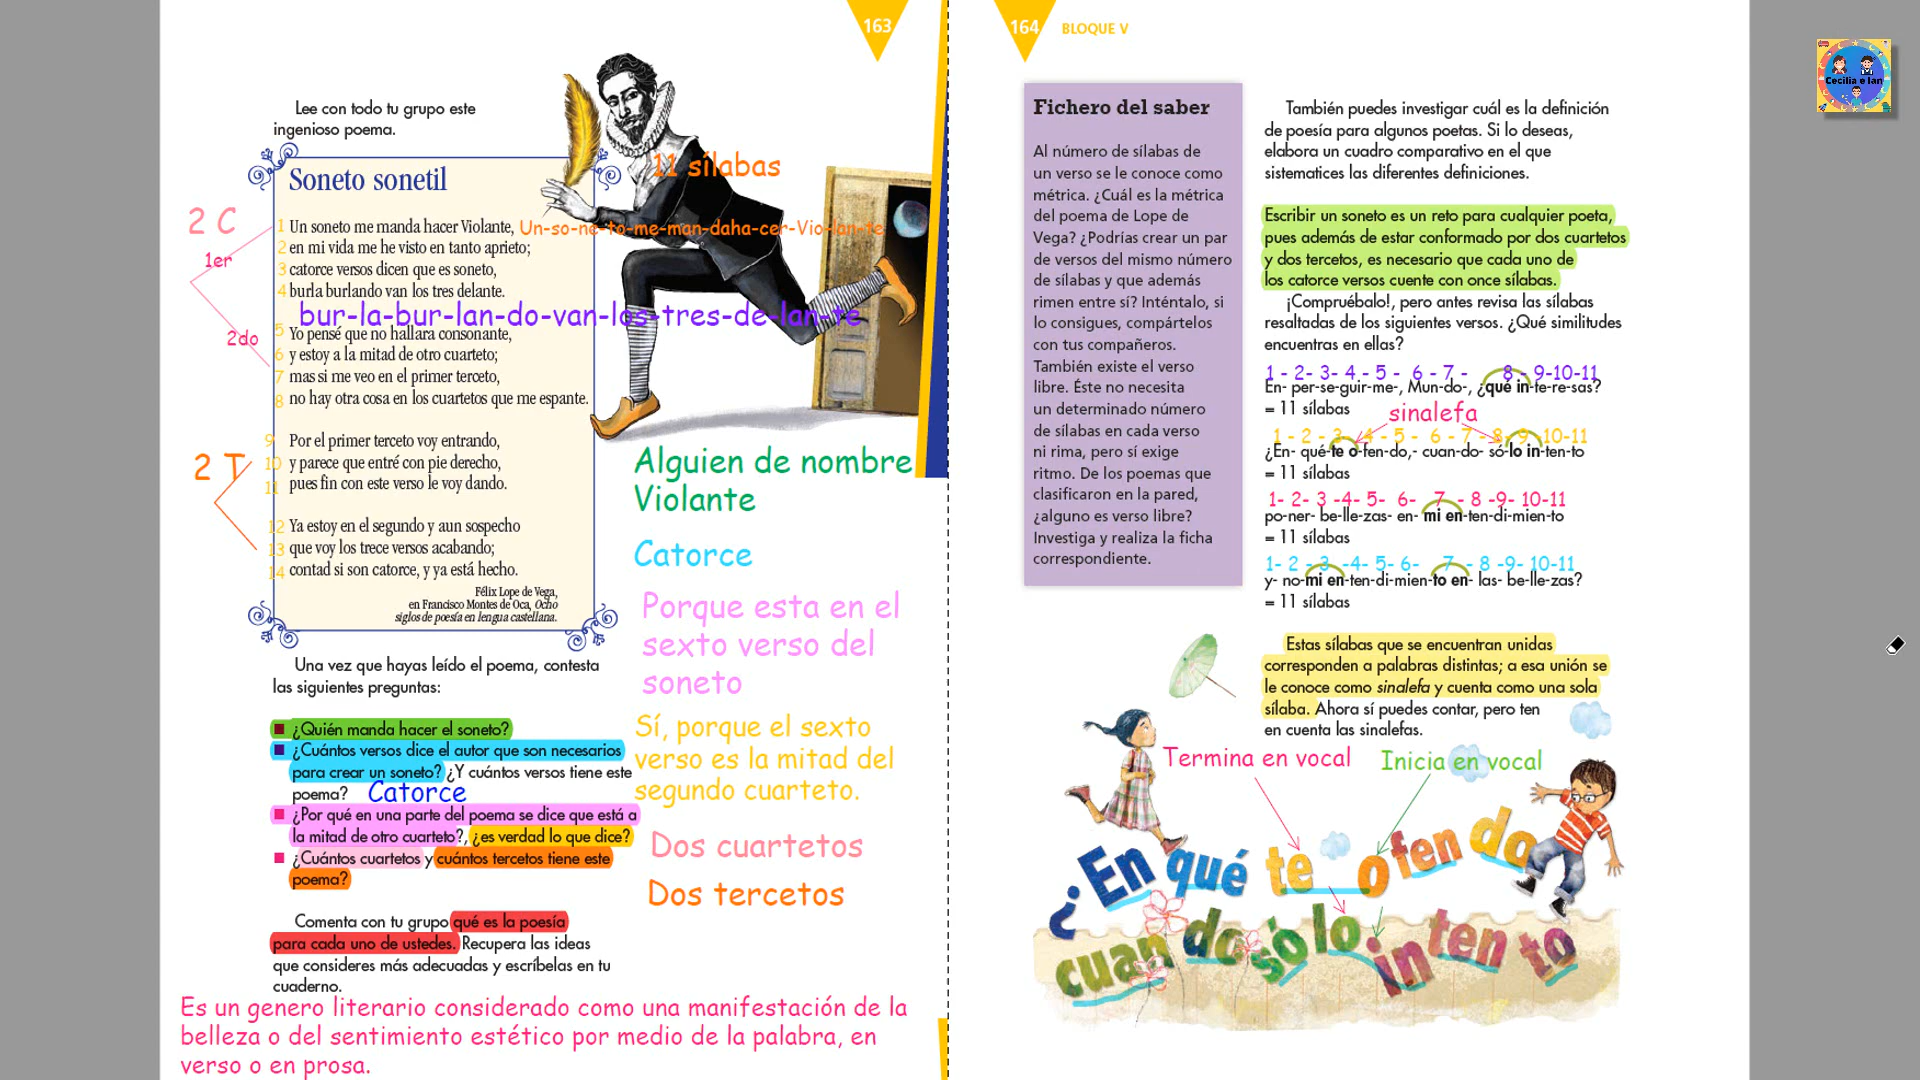 163
Lee con todo tu grupo este
ingenioso poema.
11 sílabas
Soneto sonetil
2 C
1er
2do
1 Un soneto me manda hacer Violante, Un-so-ne-to-me-man-daha-cer-Vio-lan-te
2 en mi vida me he visto en tanto aprieto;
3 catorce versos dicen que es soneto,
4 burla burlando van los tres delante.
bur-la-bur-lan-do-van-los-tres-de-lan-te
5 Yo pensé que no hallara consonante,
6 y estoy a la mitad de otro cuarteto;
7 mas si me veo en el primer terceto,
8 no hay otra cosa en los cuartetos que me espante.
2 T
9 Por el primer terceto voy entrando,
10 y parece que entré con pie derecho,
11 pues fin con este verso le voy dando.
12 Ya estoy en el segundo y aun sospecho
13 que voy los trece versos acabando;
14 contad si son catorce, y ya está hecho.
Félix Lope de Vega,
en Francisco Montes de Oca, Ocho
siglos de poesía en lengua castellana.
Una vez que hayas leído el poema, contesta
las siguientes preguntas:
¿Quién manda hacer el soneto?
¿Cuántos versos dice el autor que son necesarios
para crear un soneto? ¿Y cuántos versos tiene este
poema? Catorce
¿Por qué en una parte del poema se dice que está a
la mitad de otro cuarteto?, ¿es verdad lo que dice?
¿Cuántos cuartetos y cuántos tercetos tiene este
poema?
Comenta con tu grupo qué es la poesía
para cada uno de ustedes. Recupera las ideas
que consideres más adecuadas y escríbelas en tu
cuaderno.
Es un genero literario considerado como una manifestación de la
belleza o del sentimiento estético por medio de la palabra, en
verso o en prosa.
Alguien de nombre
Violante
Catorce
Porque esta en el
sexto verso del
soneto
Sí, porque el sexto
verso es la mitad del
segundo cuarteto.
Dos cuartetos
Dos tercetos
164 BLOQUE V
Fichero del saber
Al número de sílabas de
un verso se le conoce como
métrica. ¿Cuál es la métrica
del poema de Lope de
Vega? ¿Podrías crear un par
de versos del mismo número
de sílabas y que además
rimen entre sí? Inténtalo, si
lo consigues, compártelos
con tus compañeros.
También existe el verso
libre. Éste no necesita
un determinado número
de sílabas en cada verso
ni rima, pero sí exige
ritmo. De los poemas que
clasificaron en la pared,
¿alguno es verso libre?
Investiga y realiza la ficha
correspondiente.
También puedes investigar cuál es la definición
de poesía para algunos poetas. Si lo deseas,
elabora un cuadro comparativo en el que
sistematices las diferentes definiciones.
Escribir un soneto es un reto para cualquier poeta,
pues además de estar conformado por dos cuartetos
y dos tercetos, es necesario que cada uno de
los catorce versos cuente con once sílabas.
¡Compruébalo!, pero antes revisa las sílabas
resaltadas de los siguientes versos. ¿Qué similitudes
encuentras en ellas?
1 - 2- 3- 4- 5 - 6 - 7 - 8 - 9-10-11
En- per-se-guir-me-, Mun-do-, ¿qué in-te-re-sas?
= 11 sílabas
sinalefa
1 - 2 - 3 - 4 - 5 - 6 - 7 - 8- 9- 10-11
¿En- qué-te o-fen-do,- cuan-do- só-lo in-ten-to
= 11 sílabas
1- 2- 3 -4- 5- 6- 7 - 8 -9- 10-11
po-ner- be-lle-zas- en- mi en-ten-di-mien-to
= 11 sílabas
1- 2 - 3 -4- 5- 6- 7 - 8 -9- 10-11
y- no-mi en-ten-di-mien-to en- las- be-lle-zas?
= 11 sílabas
Estas sílabas que se encuentran unidas
corresponden a palabras distintas; a esa unión se
le conoce como sinalefa y cuenta como una sola
sílaba. Ahora sí puedes contar, pero ten
en cuenta las sinalefas.
Termina en vocal
Inicia en vocal
¿En qué te ofen do
cuan do só lo in ten to
Cecilia e Ian